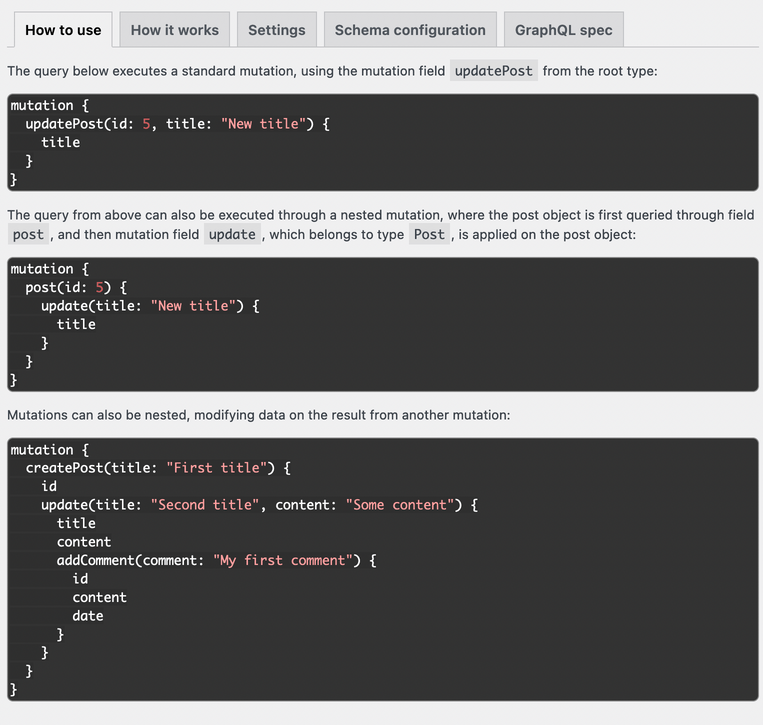 How to use
How it works
Settings
Schema configuration
GraphQL spec
The query below executes a standard mutation, using the mutation field updatePost from the root type:
mutation {
  updatePost(id: 5, title: "New title") {
    title
  }
}
The query from above can also be executed through a nested mutation, where the post object is first queried through field
post , and then mutation field update , which belongs to type Post , is applied on the post object:
mutation {
  post(id: 5) {
    update(title: "New title") {
      title
    }
  }
}
Mutations can also be nested, modifying data on the result from another mutation:
mutation {
  createPost(title: "First title") {
    id
    update(title: "Second title", content: "Some content") {
      title
      content
      addComment(comment: "My first comment") {
        id
        content
        date
      }
    }
  }
}